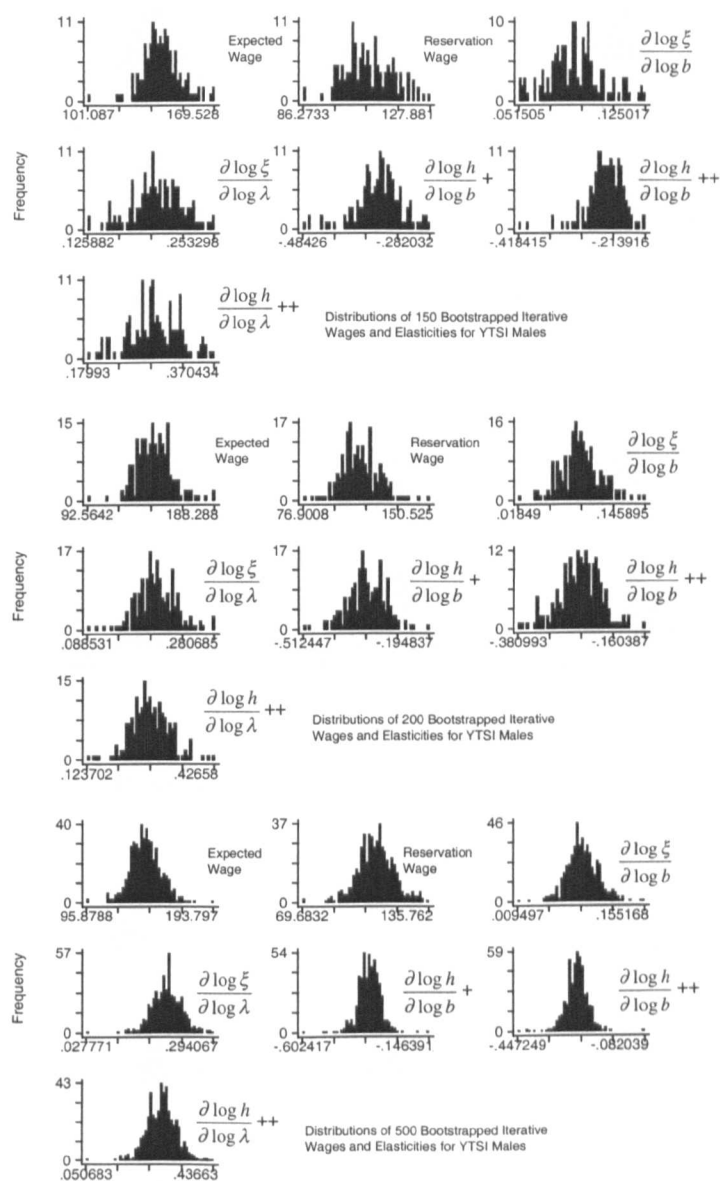 11
0
101.087 169.528
Expected
Wage
11
0
86.2733 127.881
Reservation
Wage
10
0
.051505 .125017
∂ log ξ
∂ log b
Frequency
11
0
.125882 .253298
∂ log ξ
∂ log λ
11
0
-.48426 -.282032
∂ log h
∂ log b +
11
0
-.418415 -.213916
∂ log h
∂ log b ++
11
0
.17993 .370434
∂ log h
∂ log λ ++
Distributions of 150 Bootstrapped Iterative
Wages and Elasticities for YTSI Males
15
0
92.5642 188.288
Expected
Wage
17
0
76.9008 150.525
Reservation
Wage
16
0
.01849 .145895
∂ log ξ
∂ log b
Frequency
17
0
.088531 .280685
∂ log ξ
∂ log λ
17
0
-.512447 -.194837
∂ log h
∂ log b +
12
0
-.380993 -.160387
∂ log h
∂ log b ++
15
0
.123702 .42658
∂ log h
∂ log λ ++
Distributions of 200 Bootstrapped Iterative
Wages and Elasticities for YTSI Males
40
0
95.8788 193.797
Expected
Wage
37
0
69.6832 135.762
Reservation
Wage
46
0
.009497 .155168
∂ log ξ
∂ log b
Frequency
57
0
.027771 .294067
∂ log ξ
∂ log λ
54
0
-.602417 -.146391
∂ log h
∂ log b +
59
0
-.447249 -.082039
∂ log h
∂ log b ++
43
0
.050683 .43663
∂ log h
∂ log λ ++
Distributions of 500 Bootstrapped Iterative
Wages and Elasticities for YTSI Males